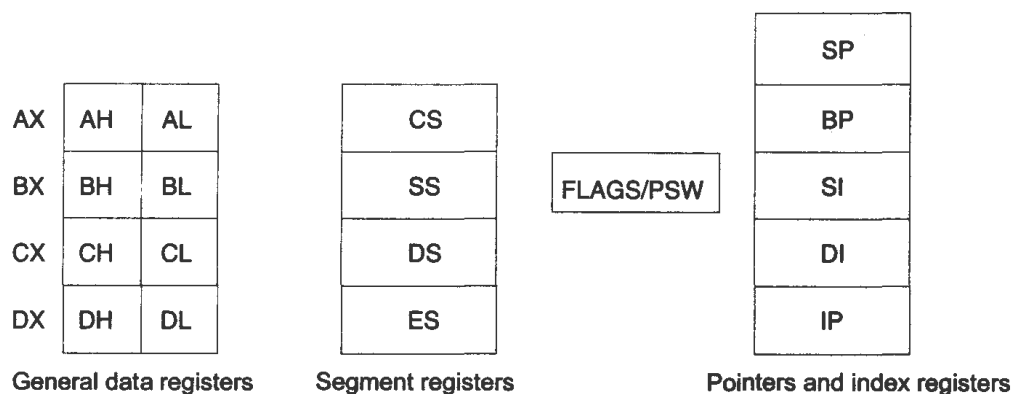 AX AH AL
BX BH BL
CX CH CL
DX DH DL
General data registers
CS
SS
DS
ES
Segment registers
FLAGS/PSW
SP
BP
SI
DI
IP
Pointers and index registers